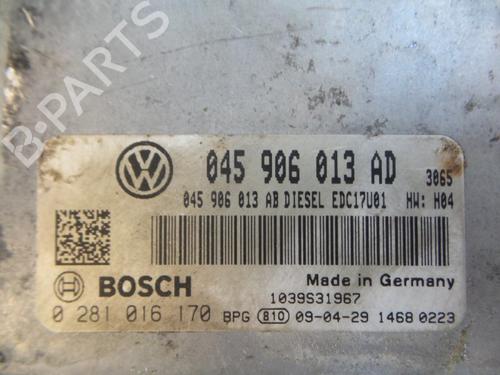 B-PARTS
VW
045 906 013 AD 3065
045 906 013 AB DIESEL EDC17U01 HW: H04
BOSCH
Made in Germany
1039S31967
0 281 016 170 BPG 810 09-04-29 1468 0223